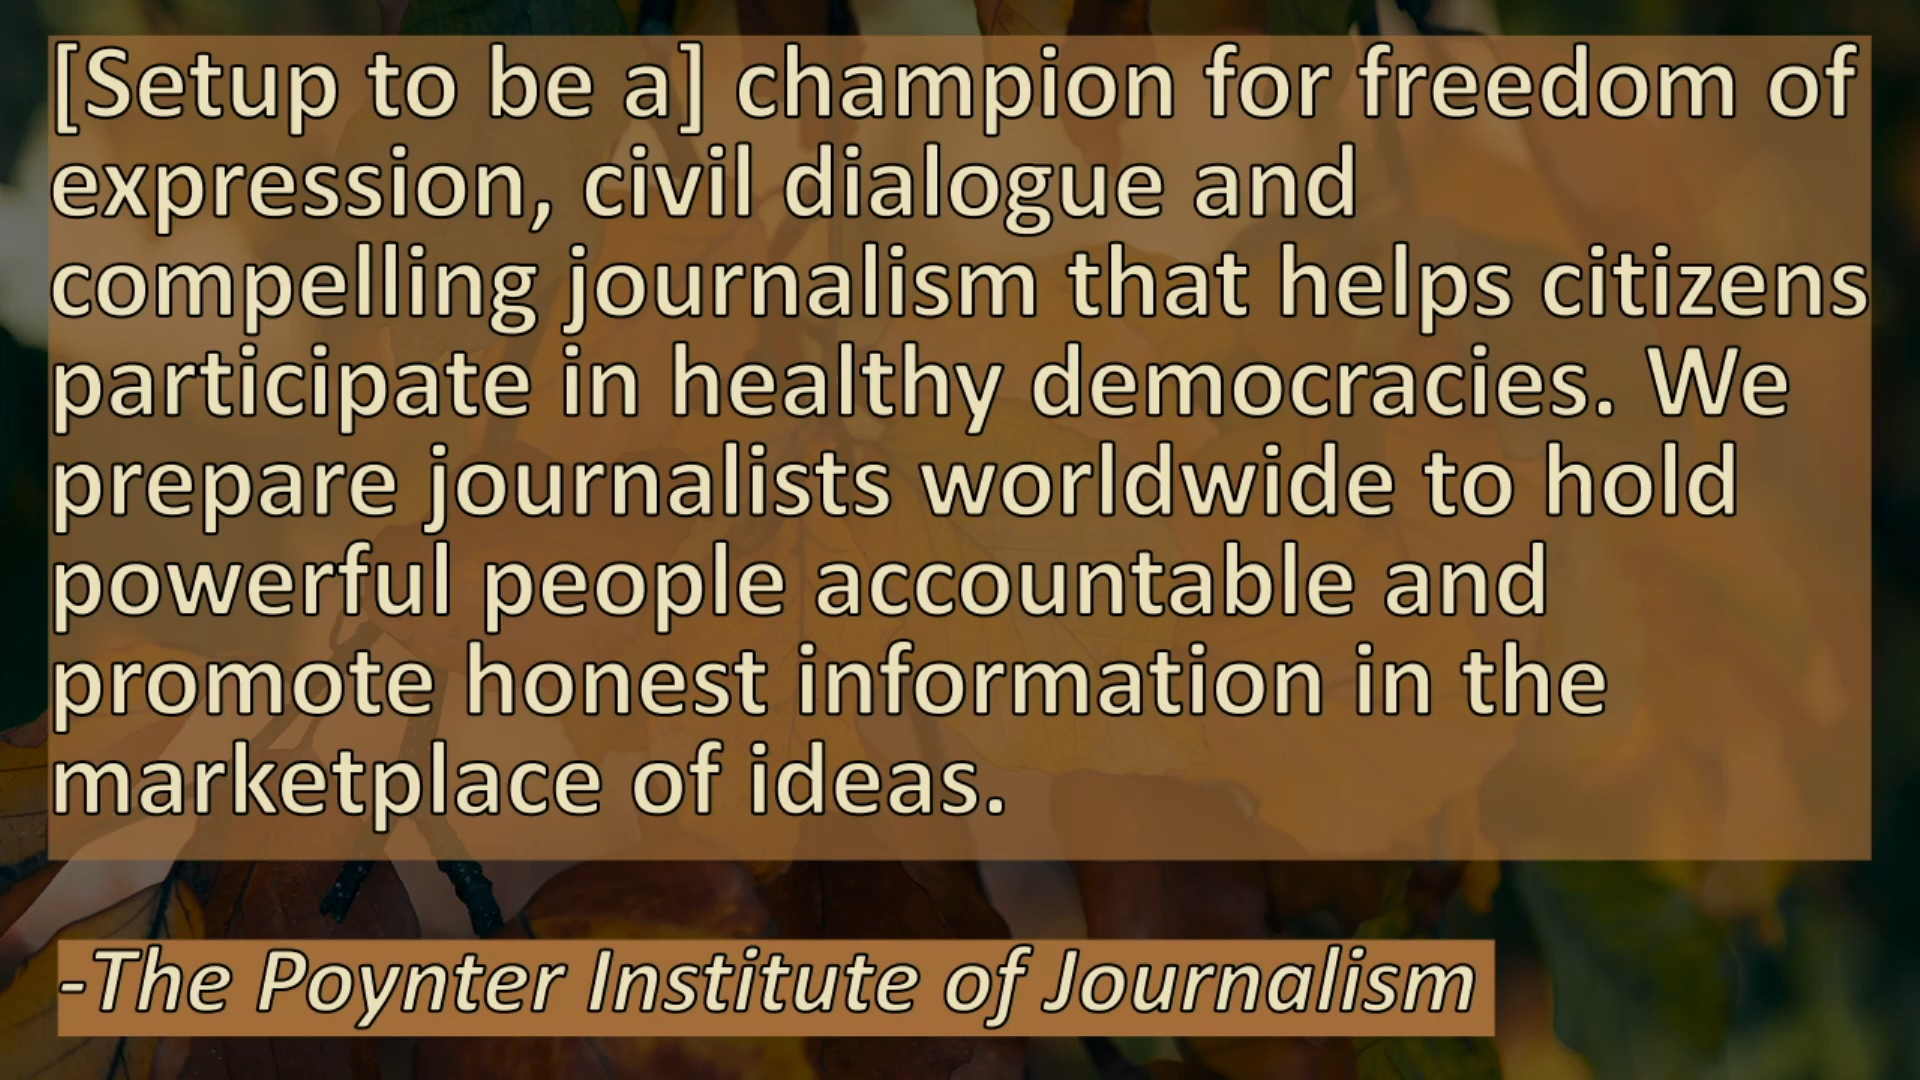 [Setup to be a] champion for freedom of
expression, civil dialogue and
compelling journalism that helps citizens
participate in healthy democracies. We
prepare journalists worldwide to hold
powerful people accountable and
promote honest information in the
marketplace of ideas.
-The Poynter Institute of Journalism